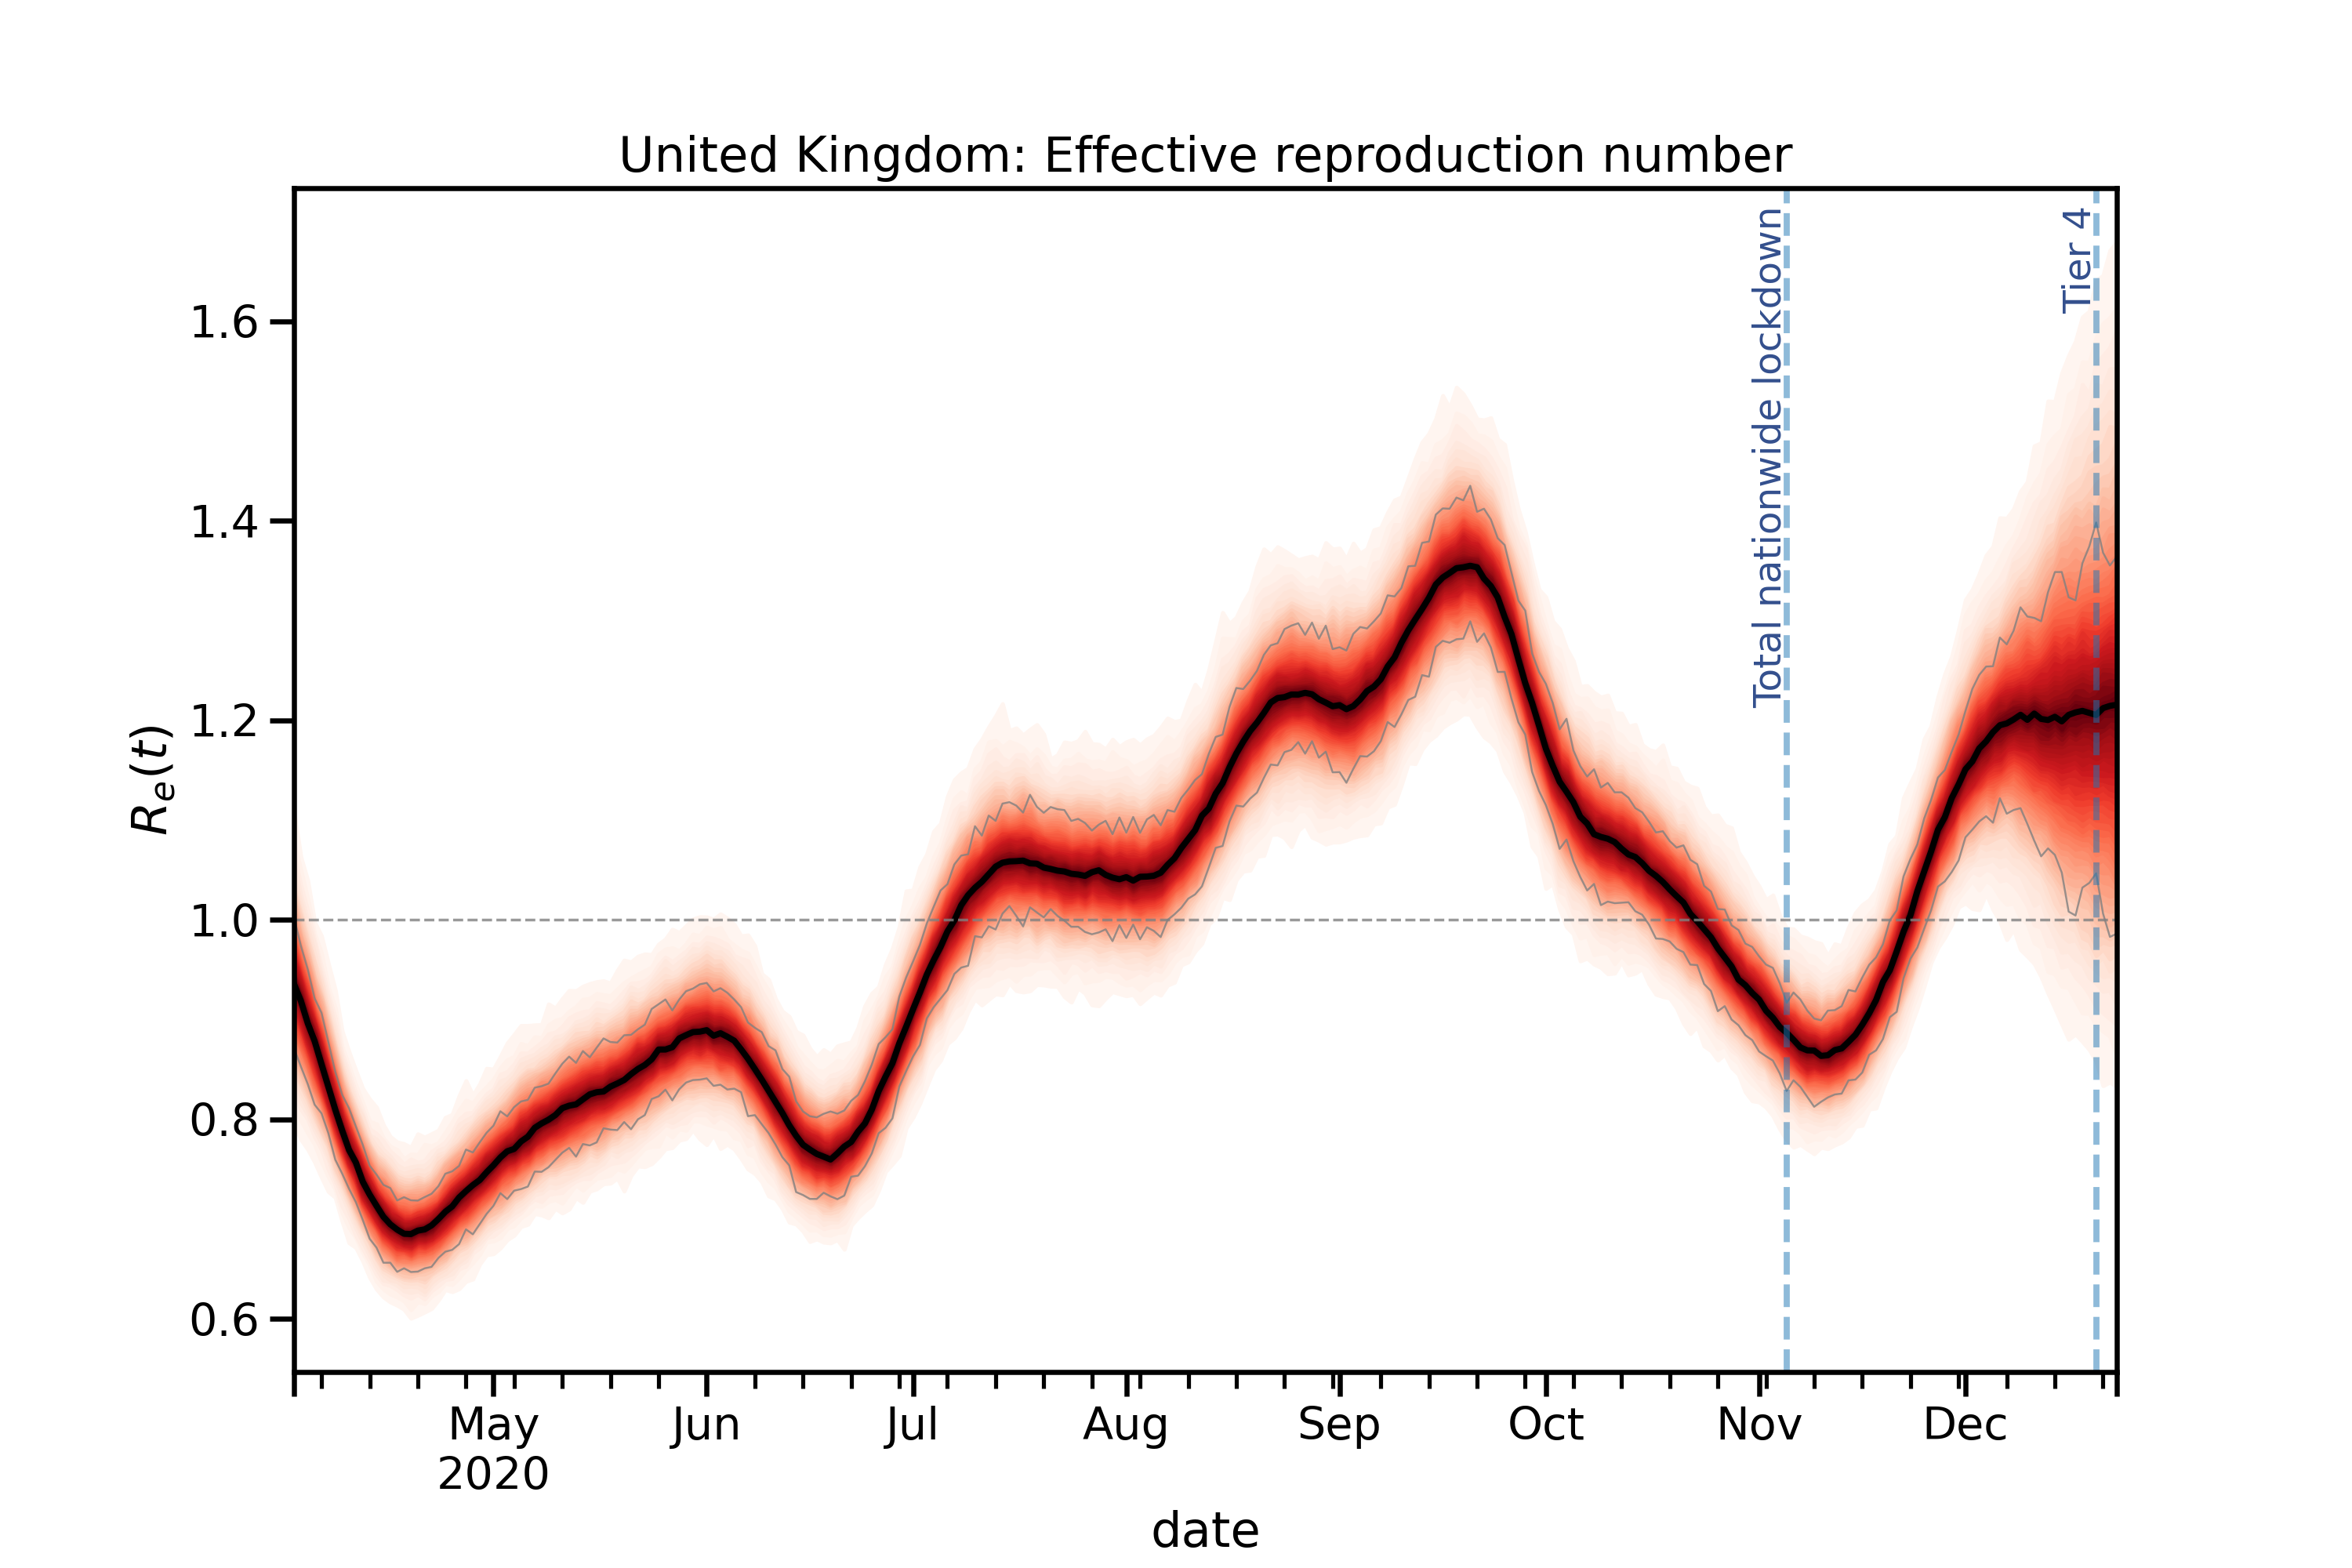 United Kingdom: Effective reproduction number
Total nationwide lockdown
Tier 4
1.6
1.4
1.2
1.0
0.8
0.6
Rₑ(t)
May Jun Jul Aug Sep Oct Nov Dec
2020
date